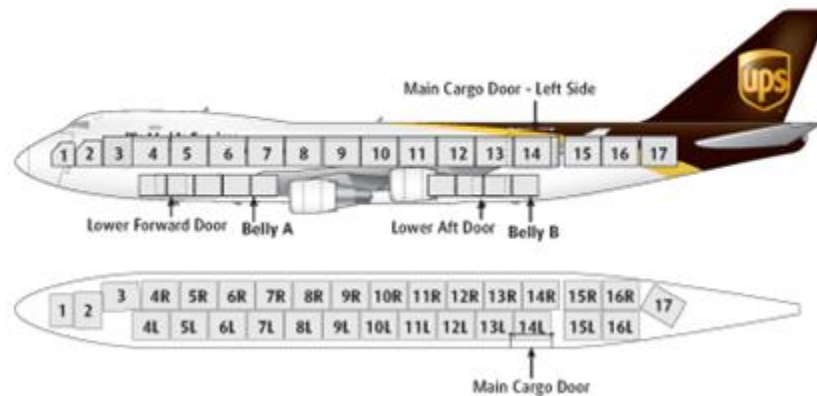 Main Cargo Door - Left Side
ups
1 2 3 4 5 6 7 8 9 10 11 12 13 14 15 16 17
Lower Forward Door
Belly A
Lower Aft Door
Belly B
3 4R 5R 6R 7R 8R 9R 10R 11R 12R 13R 14R 15R 16R
1 2 17
4L 5L 6L 7L 8L 9L 10L 11L 12L 13L 14L 15L 16L
Main Cargo Door